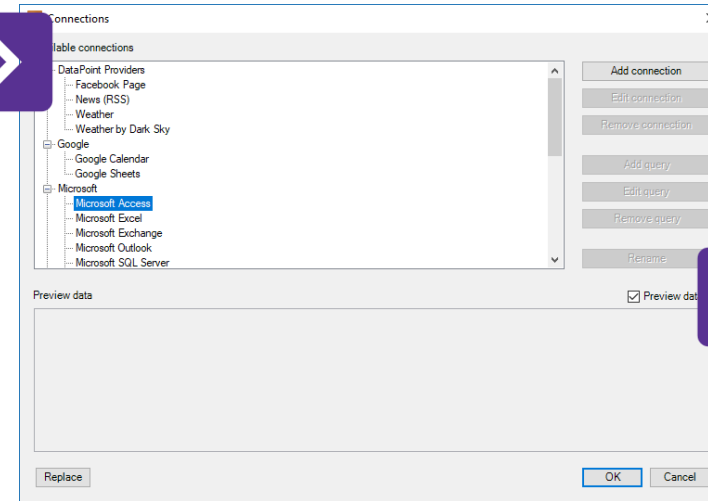 Connections
lable connections
DataPoint Providers
Facebook Page
News (RSS)
Weather
Weather by Dark Sky
Google
Google Calendar
Google Sheets
Microsoft
Microsoft Access
Microsoft Excel
Microsoft Exchange
Microsoft Outlook
Microsoft SQL Server
Add connection
Edit connection
Remove connection
Add query
Edit query
Remove query
Rename
Preview data
Preview dat
Replace
OK
Cancel